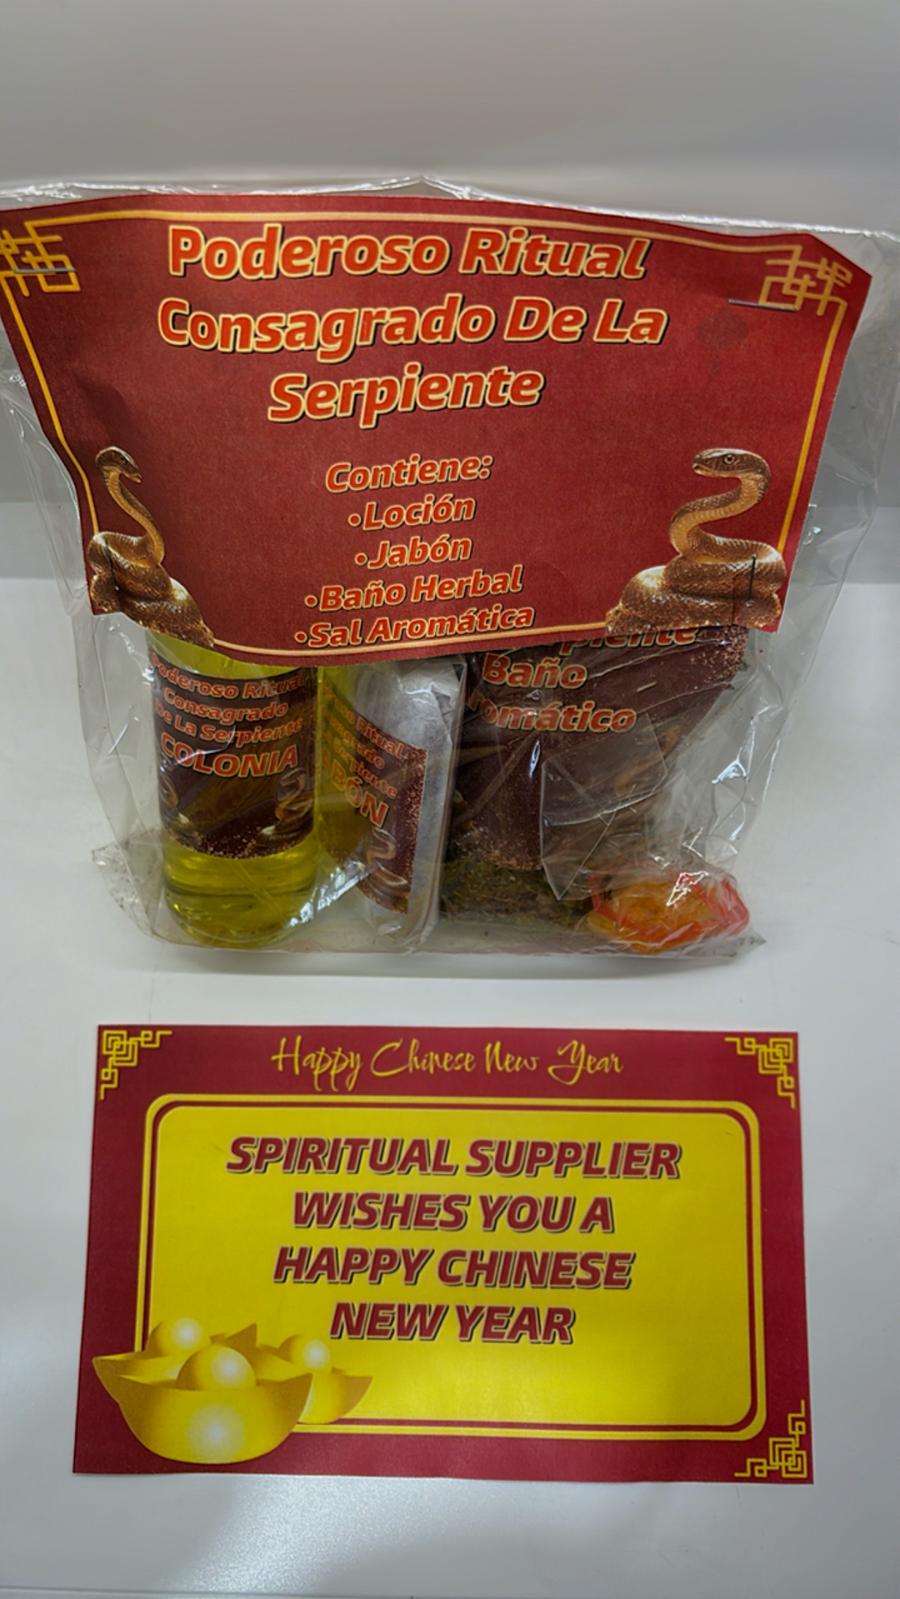 Poderoso Ritual
Consagrado De La
Serpiente
Contiene:
•Loción
•Jabón
•Baño Herbal
•Sal Aromática
Poderoso Ritual
Consagrado
De La Serpiente
COLONIA
Ritual
Baño
Happy Chinese New Year
SPIRITUAL SUPPLIER
WISHES YOU A
HAPPY CHINESE
NEW YEAR